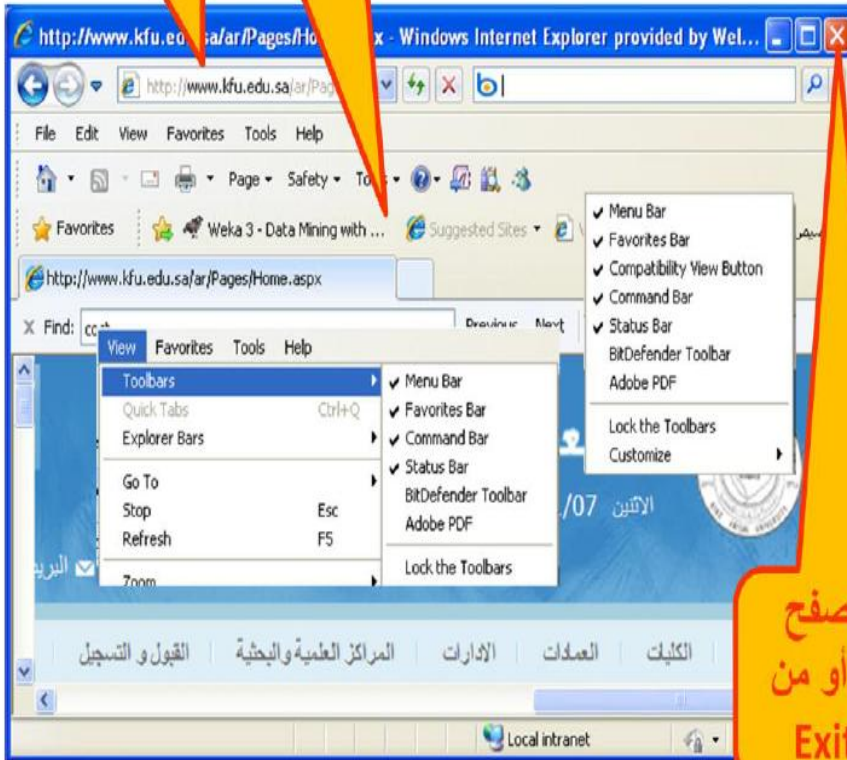 http://www.kfu.edu.sa/ar/Pages/Ho x - Windows Internet Explorer provided by Wel...
http://www.kfu.edu.sa/ar/Pag
File Edit View Favorites Tools Help
Page Safety
Favorites Weka 3 - Data Mining with ... Suggested Sites
http://www.kfu.edu.sa/ar/Pages/Home.aspx
X Find: Previous Next
Menu Bar
Favorites Bar
Compatibility View Button
Command Bar
Status Bar
BitDefender Toolbar
Adobe PDF
Lock the Toolbars
Customize
View Favorites Tools Help
Toolbars
Quick Tabs Ctrl+Q
Explorer Bars
Go To
Stop Esc
Refresh F5
Zoom
Menu Bar
Favorites Bar
Command Bar
Status Bar
BitDefender Toolbar
Adobe PDF
Lock the Toolbars
الاثنين 07/
الكليات العمادات الادارات المراكز العلمية والبحثية القبول و التسجيل
Local intranet
أو من
Exit